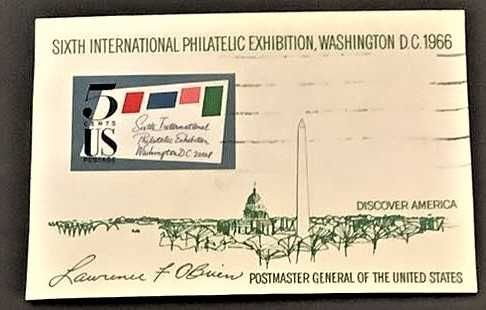 SIXTH INTERNATIONAL PHILATELIC EXHIBITION, WASHINGTON D.C. 1966
5
CENTS
US
POSTAGE
Sixth International
Philatelic Exhibition
Washington D.C.
DISCOVER AMERICA
Lawrence F. O'Brien POSTMASTER GENERAL OF THE UNITED STATES